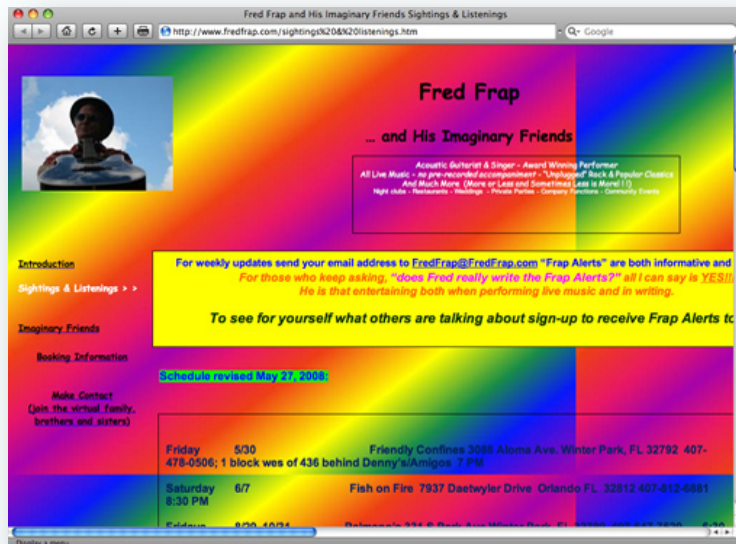 Fred Frap and His Imaginary Friends Sightings & Listenings
http://www.fredfrap.com/sightings%20&%20listenings.htm
Google
Fred Frap
... and His Imaginary Friends
Acoustic Guitarist & Singer - Award Winning Performer
All Live Music - no pre-recorded accompaniment - "Unplugged" Rock & Popular Classics
And Much More (More or Less and Sometimes Less is More! !!)
Night clubs - Restaurants - Weddings - Private Parties - Company Functions - Community Events
Introduction
Sightings & Listenings > >
Imaginary Friends
Booking Information
Make Contact
(join the virtual family,
brothers and sisters)
For weekly updates send your email address to FredFrap@FredFrap.com "Frap Alerts" are both informative and
For those who keep asking, "does Fred really write the Frap Alerts?" all I can say is YES!!!
He is that entertaining both when performing live music and in writing.
To see for yourself what others are talking about sign-up to receive Frap Alerts to
Schedule revised May 27, 2008:
Friday 5/30 Friendly Confines 3088 Aloma Ave. Winter Park, FL 32792 407-
478-0506; 1 block wes of 436 behind Denny's/Amigos 7 PM
Saturday 6/7 Fish on Fire 7937 Daetwyler Drive Orlando FL 32812 407-812-6881
8:30 PM
Display a menu